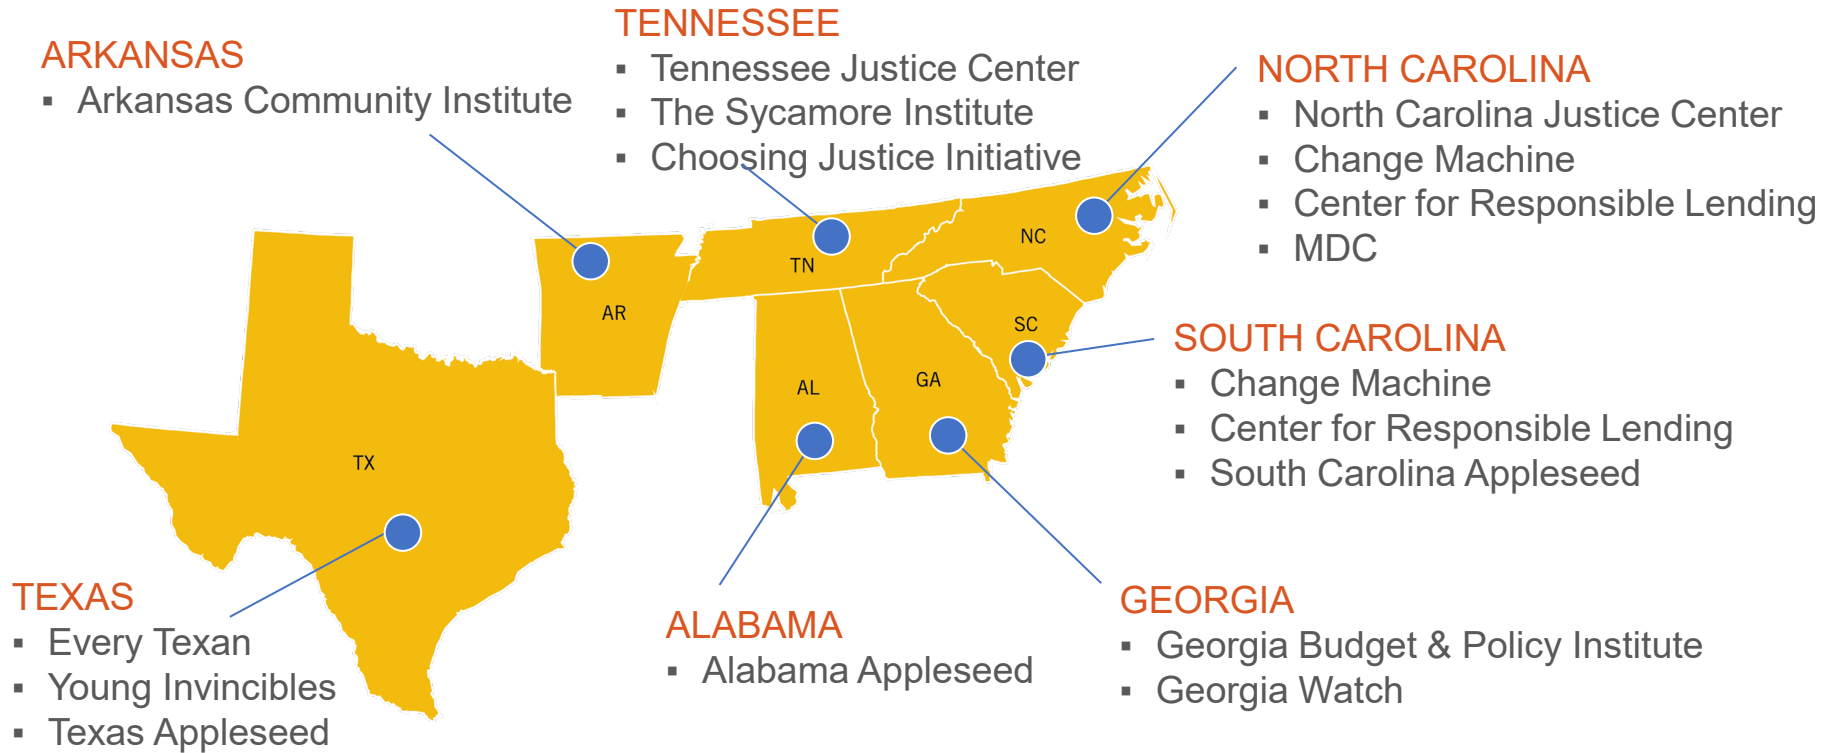 ARKANSAS
▪ Arkansas Community Institute
TENNESSEE
▪ Tennessee Justice Center
▪ The Sycamore Institute
▪ Choosing Justice Initiative
NORTH CAROLINA
▪ North Carolina Justice Center
▪ Change Machine
▪ Center for Responsible Lending
▪ MDC
SOUTH CAROLINA
▪ Change Machine
▪ Center for Responsible Lending
▪ South Carolina Appleseed
NC
TN
AR
SC
GA
AL
TX
TEXAS
▪ Every Texan
▪ Young Invincibles
▪ Texas Appleseed
ALABAMA
▪ Alabama Appleseed
GEORGIA
▪ Georgia Budget & Policy Institute
▪ Georgia Watch